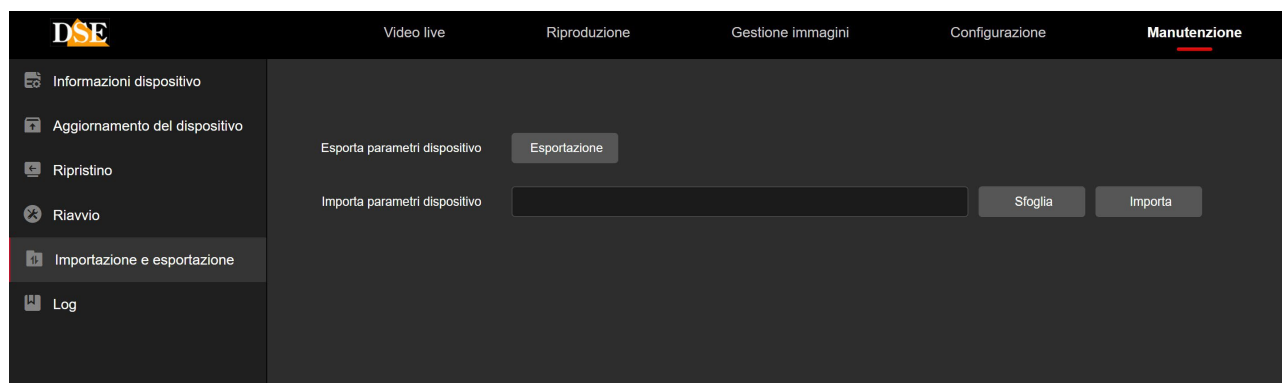 DSE
Video live
Riproduzione
Gestione immagini
Configurazione
Manutenzione
Informazioni dispositivo
Aggiornamento del dispositivo
Ripristino
Riavvio
Importazione e esportazione
Log
Esporta parametri dispositivo
Esportazione
Importa parametri dispositivo
Sfoglia
Importa